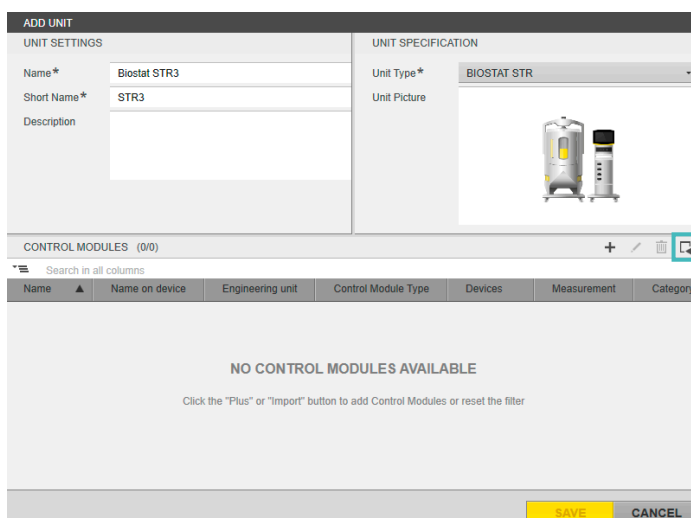 ADD UNIT
UNIT SETTINGS
UNIT SPECIFICATION
Name*
Biostat STR3
Short Name*
STR3
Description
Unit Type*
BIOSTAT STR
Unit Picture
CONTROL MODULES (0/0)
Search in all columns
Name Name on device Engineering unit Control Module Type Devices Measurement Category
NO CONTROL MODULES AVAILABLE
Click the "Plus" or "Import" button to add Control Modules or reset the filter
SAVE CANCEL